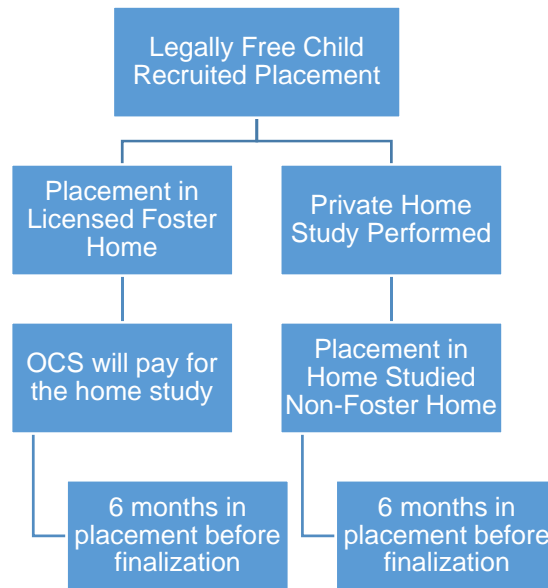 Legally Free Child
Recruited Placement
Placement in
Licensed Foster
Home
Private Home
Study Performed
OCS will pay for
the home study
Placement in
Home Studied
Non-Foster Home
6 months in
placement before
finalization
6 months in
placement before
finalization